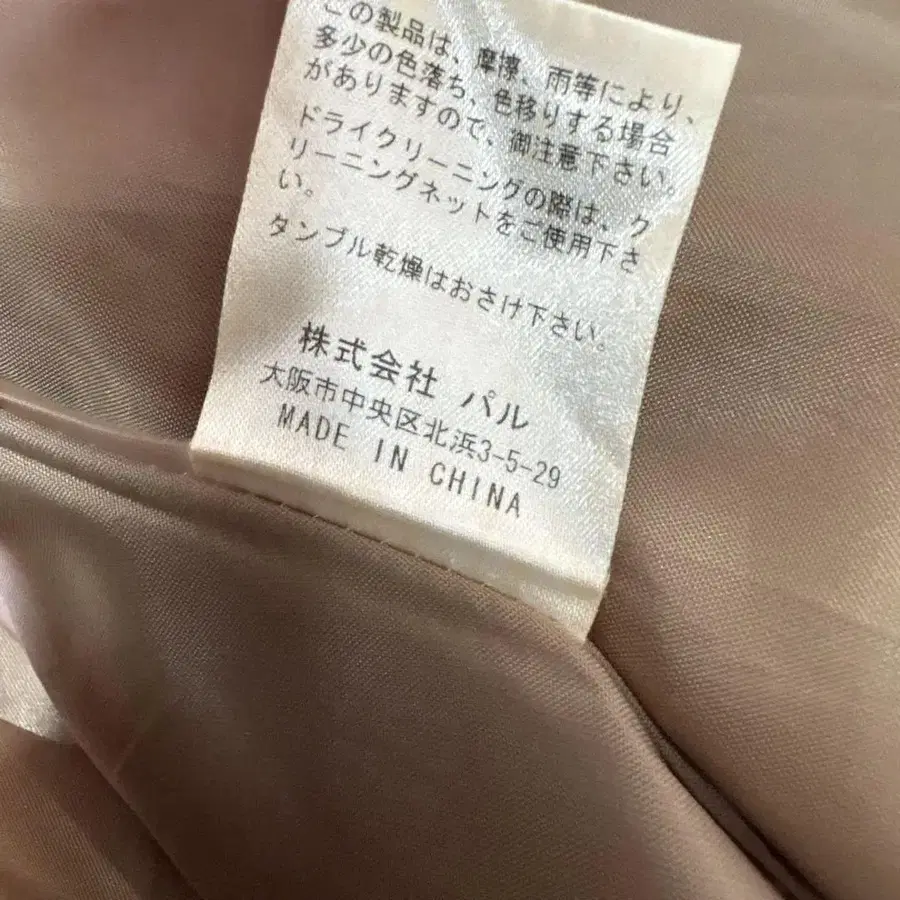 この製品は、摩擦、雨等により、
多少の色落ち、色移りする場合
がありますので、御注意下さい。
ドライクリーニングの際は、ク
リーニングネットをご使用下さ
い。
タンブル乾燥はおさけ下さい。
株式会社 パル
大阪市中央区北浜3-5-29
MADE IN CHINA